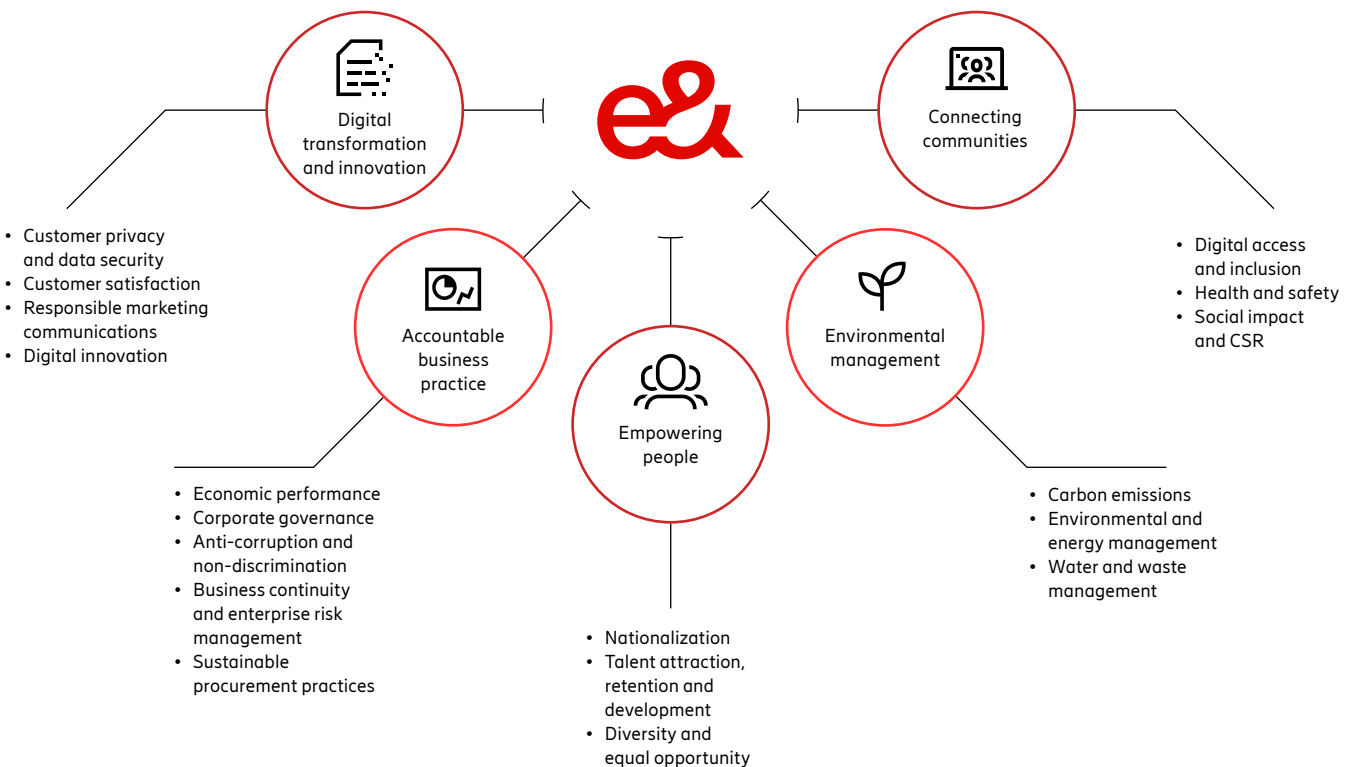 e&
Digital
transformation
and innovation
Connecting
communities
• Customer privacy
and data security
• Customer satisfaction
• Responsible marketing
communications
• Digital innovation
Accountable
business
practice
Environmental
management
• Digital access
and inclusion
• Health and safety
• Social impact
and CSR
Empowering
people
• Economic performance
• Corporate governance
• Anti-corruption and
non-discrimination
• Business continuity
and enterprise risk
management
• Sustainable
procurement practices
• Carbon emissions
• Environmental and
energy management
• Water and waste
management
• Nationalization
• Talent attraction,
retention and
development
• Diversity and
equal opportunity